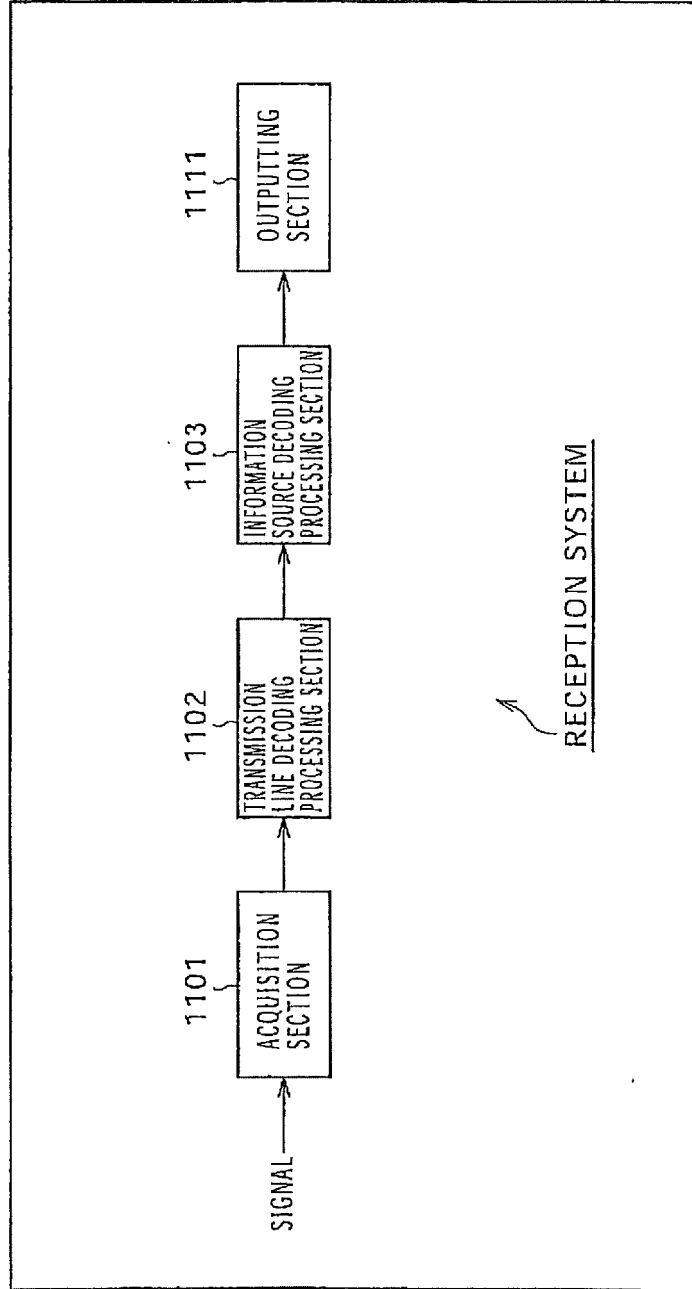 SIGNAL
1101
ACQUISITION
SECTION
1102
TRANSMISSION
LINE DECODING
PROCESSING SECTION
1103
INFORMATION
SOURCE DECODING
PROCESSING SECTION
1111
OUTPUTTING
SECTION
RECEPTION SYSTEM